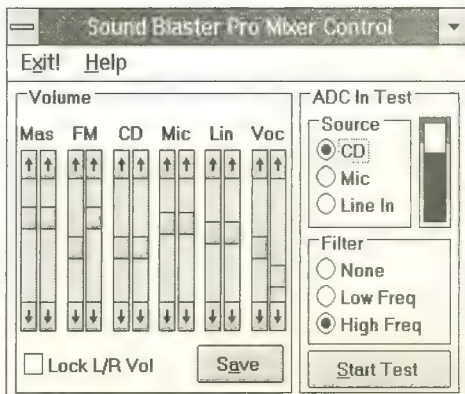 Sound Blaster Pro Mixer Control
Exit! Help
Volume
Mas FM CD Mic Lin Voc
Lock L/R Vol
Save
ADC In Test
Source
CD
Mic
Line In
Filter
None
Low Freq
High Freq
Start Test